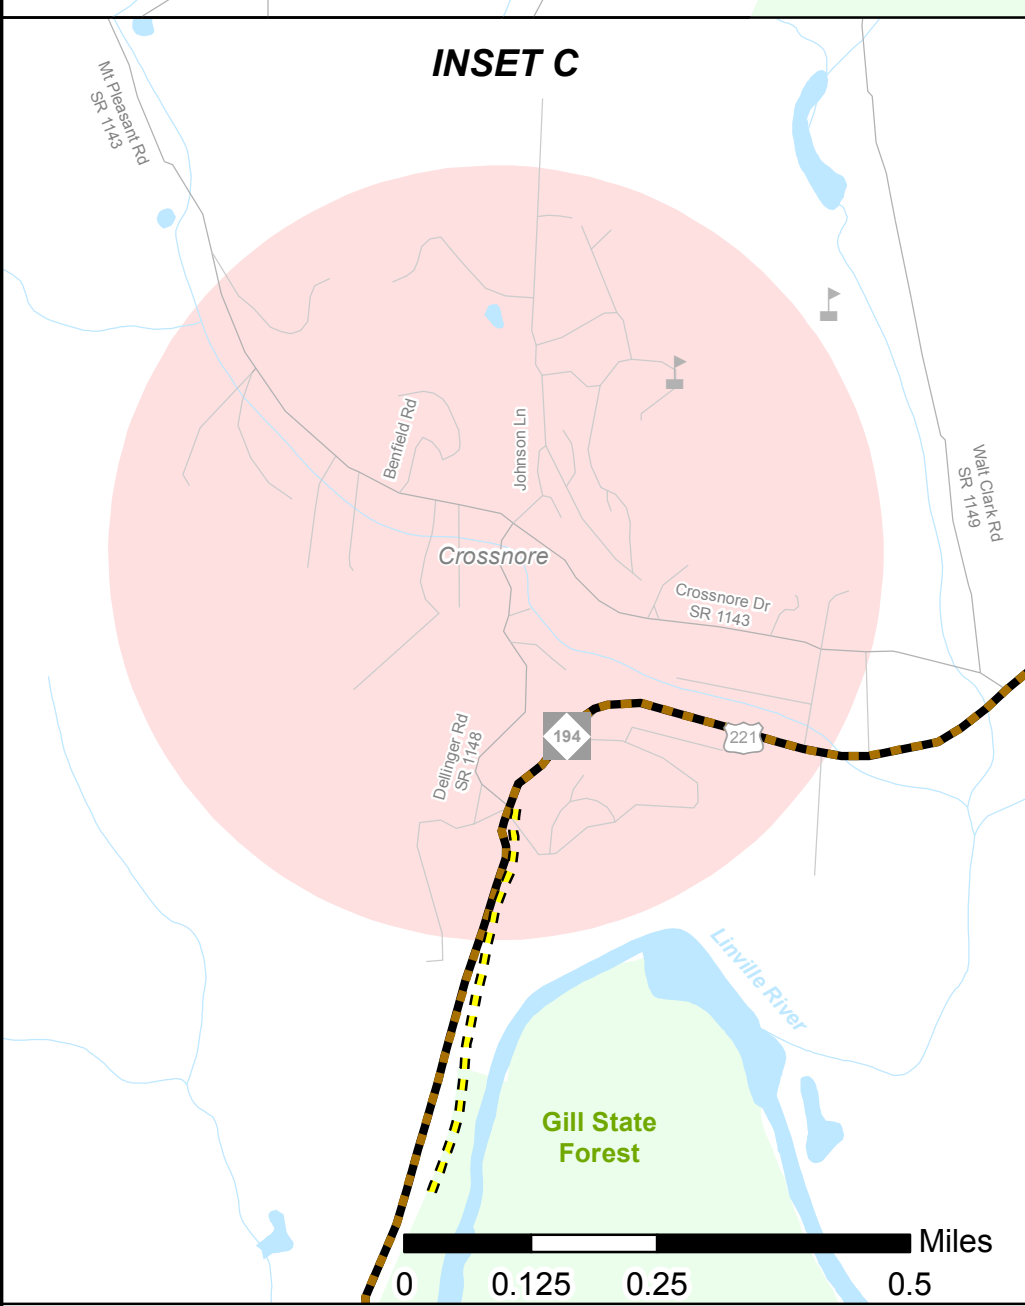 INSET C
Mt Pleasant Rd
SR 1143
Benfield Rd
Johnson Ln
Walt Clark Rd
SR 1149
Crossnore
Crossnore Dr
SR 1143
Dellinger Rd
SR 1148
194
221
Linville River
Gill State
Forest
Miles
0 0.125 0.25 0.5